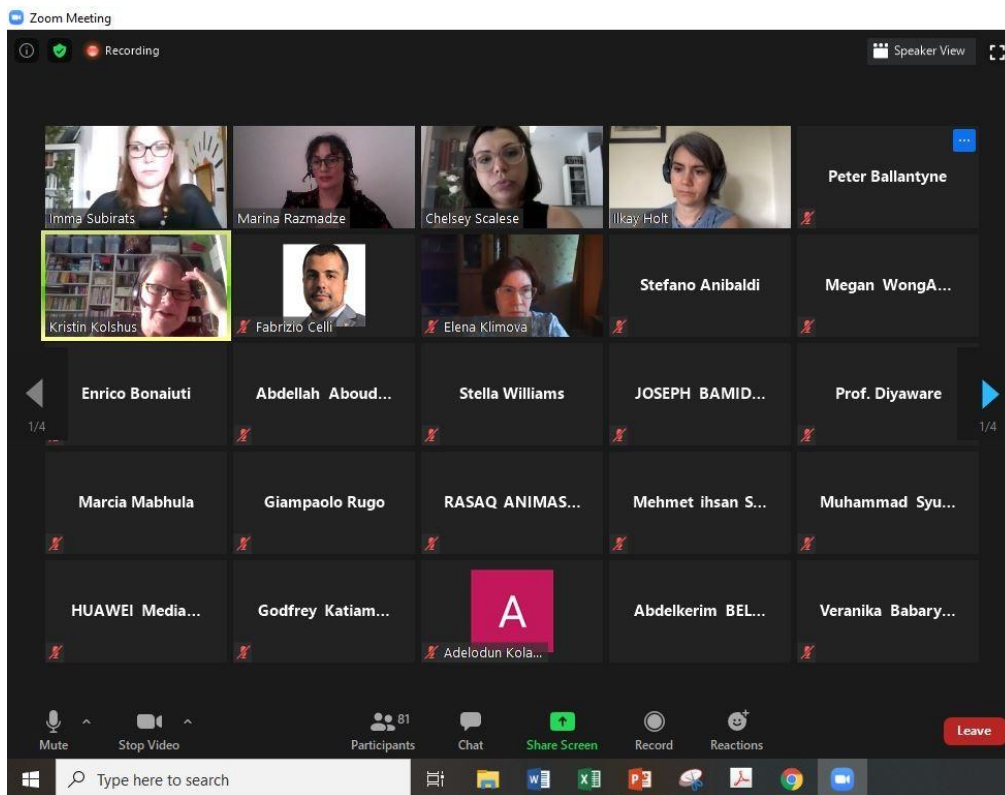 Zoom Meeting
Recording
Speaker View
Imma Subirats
Marina Razmadze
Chelsey Scalese
Ilkay Holt
Peter Ballantyne
Kristin Kolshus
Fabrizio Celli
Elena Klimova
Stefano Anibaldi
Megan WongA...
1/4
Enrico Bonaiuti
Abdellah Aboud...
Stella Williams
JOSEPH BAMID...
Prof. Diyaware
1/4
Marcia Mabhula
Giampaolo Rugo
RASAQ ANIMAS...
Mehmet ihsan S...
Muhammad Syu...
HUAWEI Media...
Godfrey Katiam...
A
Adelodun Kola...
Abdelkerim BEL...
Veranika Babary...
Mute
Stop Video
81
Participants
Chat
Share Screen
Record
Reactions
Leave
Type here to search